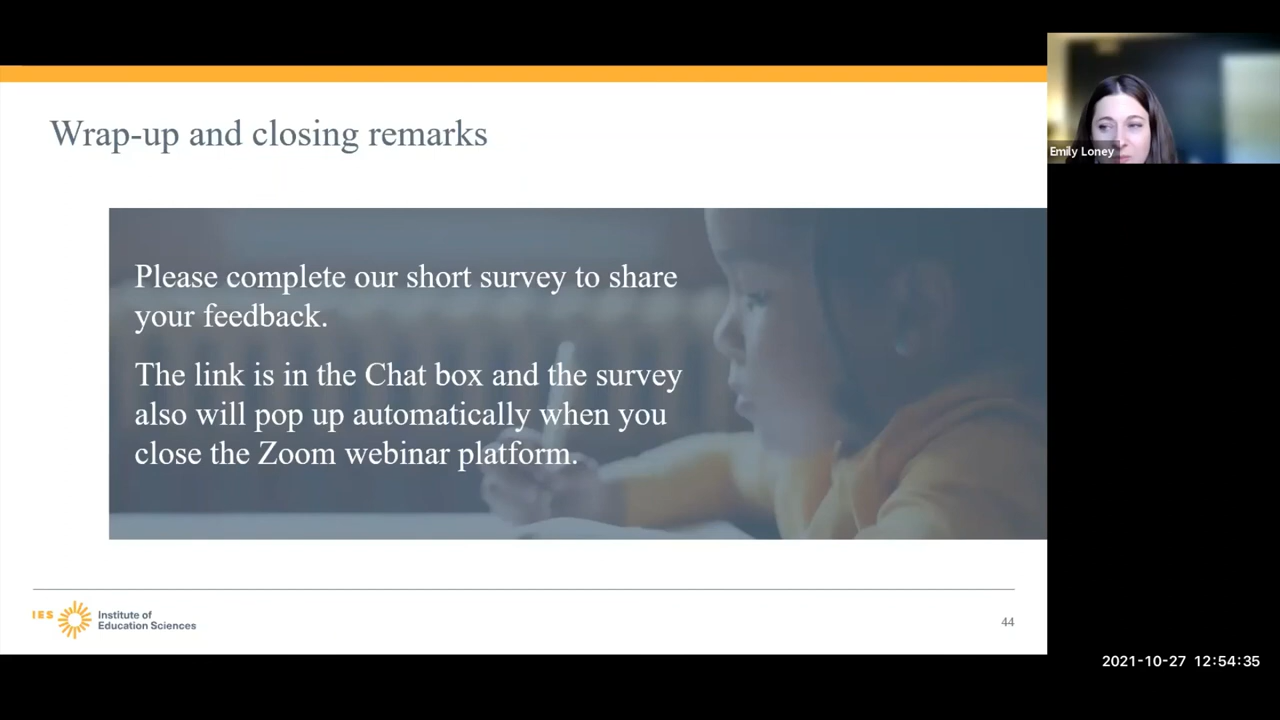 Wrap-up and closing remarks
Emily Loney
Please complete our short survey to share
your feedback.
The link is in the Chat box and the survey
also will pop up automatically when you
close the Zoom webinar platform.
IES
Institute of
Education Sciences
44
2021-10-27 12:54:35